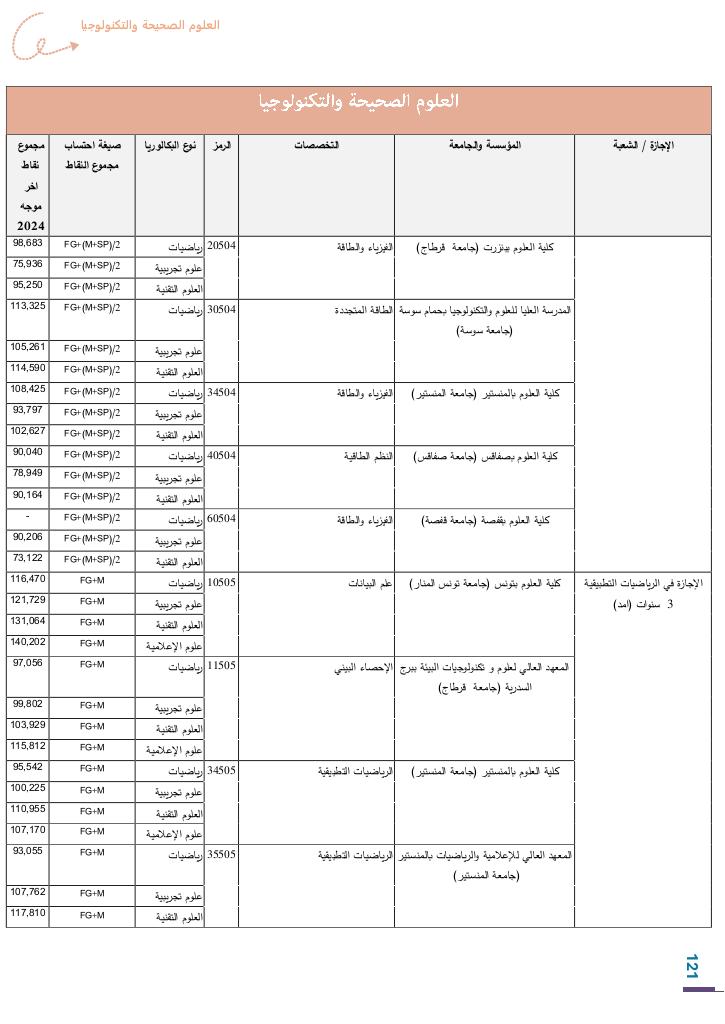 العلوم الصحيحة والتكنولوجيا
العلوم الصحيحة والتكنولوجيا
الإجازة / الشعبة | المؤسسة والجامعة | التخصصات | الرمز | نوع البكالوريا | صيغة احتساب مجموع النقاط | مجموع نقاط اخر موجه 2024
كلية العلوم ببنزرت (جامعة قرطاج) | الفيزياء والطاقة | 20504 | رياضيات | FG+(M+SP)/2 | 98,683
علوم تجريبية | FG+(M+SP)/2 | 75,936
العلوم التقنية | FG+(M+SP)/2 | 95,250
المدرسة العليا للعلوم والتكنولوجيا بحمام سوسة (جامعة سوسة) | الطاقة المتجددة | 30504 | رياضيات | FG+(M+SP)/2 | 113,325
علوم تجريبية | FG+(M+SP)/2 | 105,261
العلوم التقنية | FG+(M+SP)/2 | 114,590
كلية العلوم بالمنستير (جامعة المنستير) | الفيزياء والطاقة | 34504 | رياضيات | FG+(M+SP)/2 | 108,425
علوم تجريبية | FG+(M+SP)/2 | 93,797
العلوم التقنية | FG+(M+SP)/2 | 102,627
كلية العلوم بصفاقس (جامعة صفاقس) | النظم الطاقية | 40504 | رياضيات | FG+(M+SP)/2 | 90,040
علوم تجريبية | FG+(M+SP)/2 | 78,949
العلوم التقنية | FG+(M+SP)/2 | 90,164
كلية العلوم بقفصة (جامعة قفصة) | الفيزياء والطاقة | 60504 | رياضيات | FG+(M+SP)/2 | -
علوم تجريبية | FG+(M+SP)/2 | 90,206
العلوم التقنية | FG+(M+SP)/2 | 73,122
الإجازة في الرياضيات التطبيقية 3 سنوات (امد) | كلية العلوم بتونس (جامعة تونس المنار) | علم البيانات | 10505 | رياضيات | FG+M | 116,470
علوم تجريبية | FG+M | 121,729
العلوم التقنية | FG+M | 131,064
علوم الإعلامية | FG+M | 140,202
المعهد العالي لعلوم و تكنولوجيات البيئة ببرج السدرية (جامعة قرطاج) | الإحصاء البيئي | 11505 | رياضيات | FG+M | 97,056
علوم تجريبية | FG+M | 99,802
العلوم التقنية | FG+M | 103,929
علوم الإعلامية | FG+M | 115,812
كلية العلوم بالمنستير (جامعة المنستير) | الرياضيات التطبيقية | 34505 | رياضيات | FG+M | 95,542
علوم تجريبية | FG+M | 100,225
العلوم التقنية | FG+M | 110,955
علوم الإعلامية | FG+M | 107,170
المعهد العالي للإعلامية والرياضيات بالمنستير (جامعة المنستير) | الرياضيات التطبيقية | 35505 | رياضيات | FG+M | 93,055
علوم تجريبية | FG+M | 107,762
العلوم التقنية | FG+M | 117,810
121